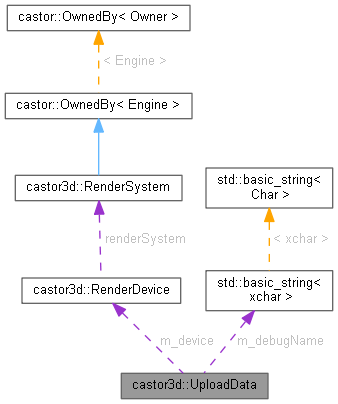 castor::OwnedBy< Owner >
< Engine >
castor::OwnedBy< Engine >
castor3d::RenderSystem
std::basic_string<
Char >
renderSystem
< xchar >
castor3d::RenderDevice
std::basic_string<
xchar >
m_device
m_debugName
castor3d::UploadData